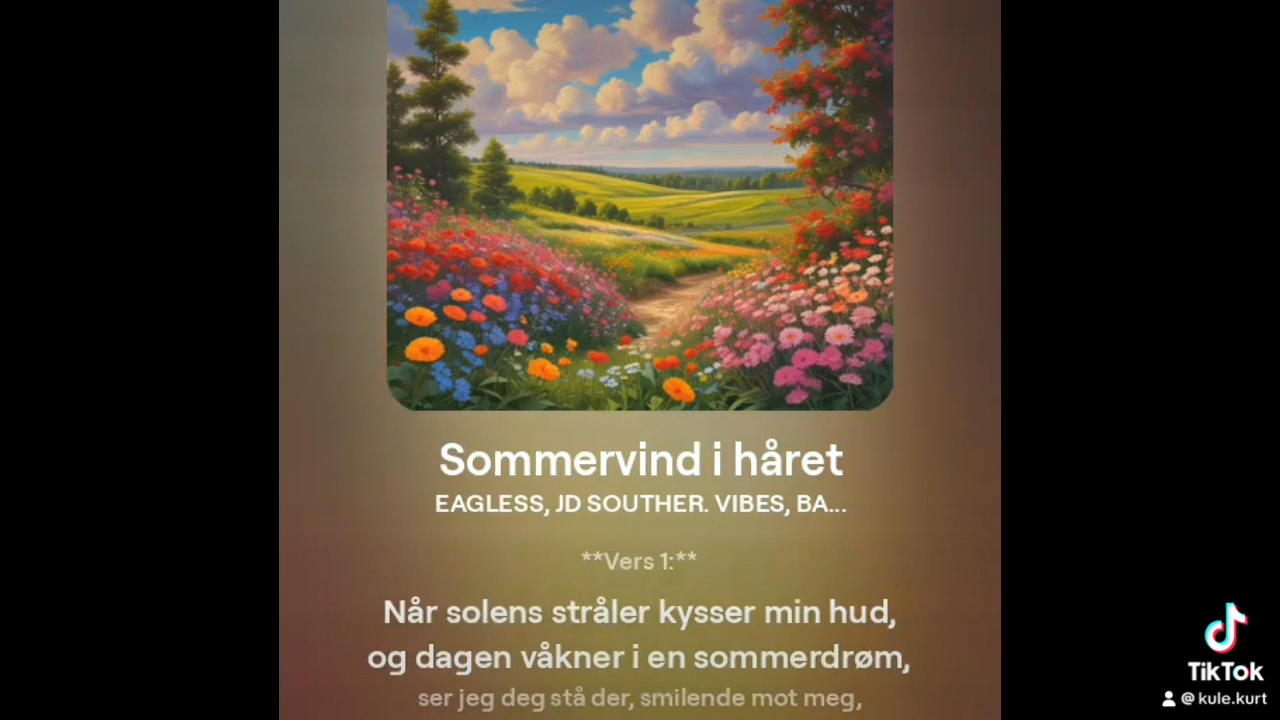 Sommervind i håret
EAGLESS, JD SOUTHER. VIBES, BA...
**Vers 1:**
Når solens stråler kysser min hud,
og dagen våkner i en sommerdrøm,
ser jeg deg stå der, smilende mot meg,
TikTok
@kule.kurt